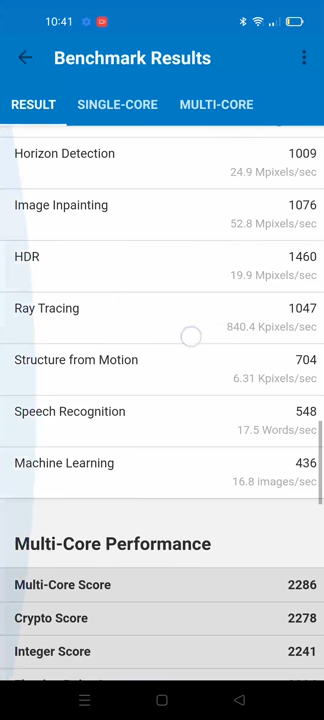 10:41
Benchmark Results
RESULT SINGLE-CORE MULTI-CORE
Horizon Detection 1009
24.9 Mpixels/sec
Image Inpainting 1076
52.8 Mpixels/sec
HDR 1460
19.9 Mpixels/sec
Ray Tracing 1047
840.4 Kpixels/sec
Structure from Motion 704
6.31 Kpixels/sec
Speech Recognition 548
17.5 Words/sec
Machine Learning 436
16.8 images/sec
Multi-Core Performance
Multi-Core Score 2286
Crypto Score 2278
Integer Score 2241